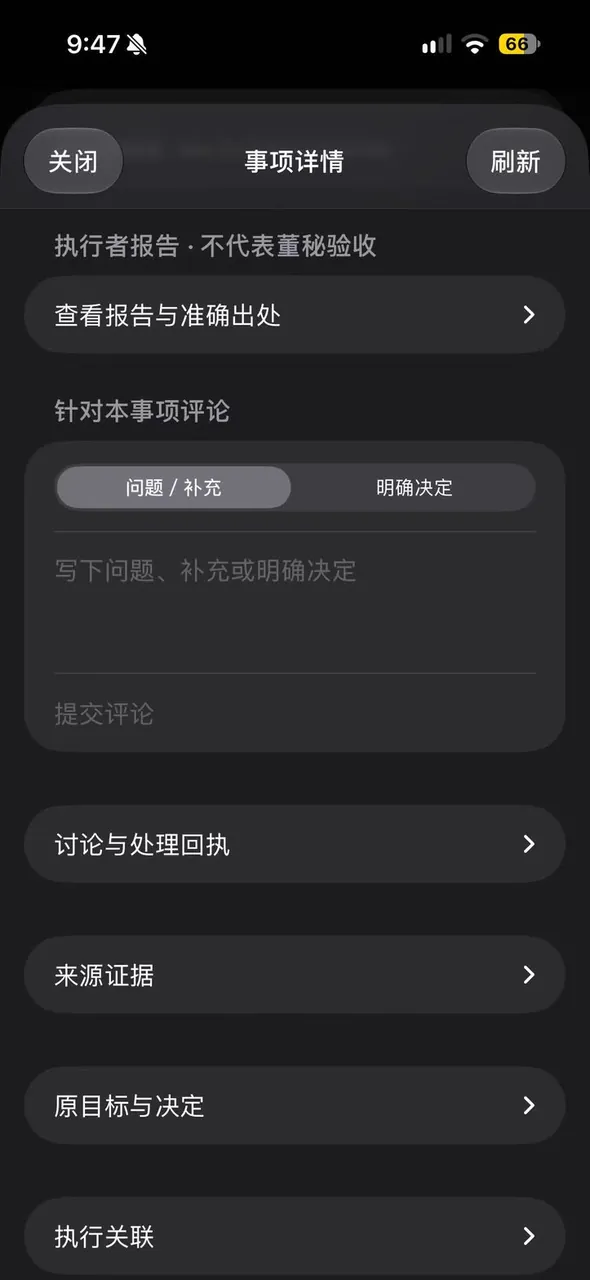 9:47
66
关闭
事项详情
刷新
执行者报告 · 不代表董秘验收
查看报告与准确出处
针对本事项评论
问题 / 补充
明确决定
写下问题、补充或明确决定
提交评论
讨论与处理回执
来源证据
原目标与决定
执行关联